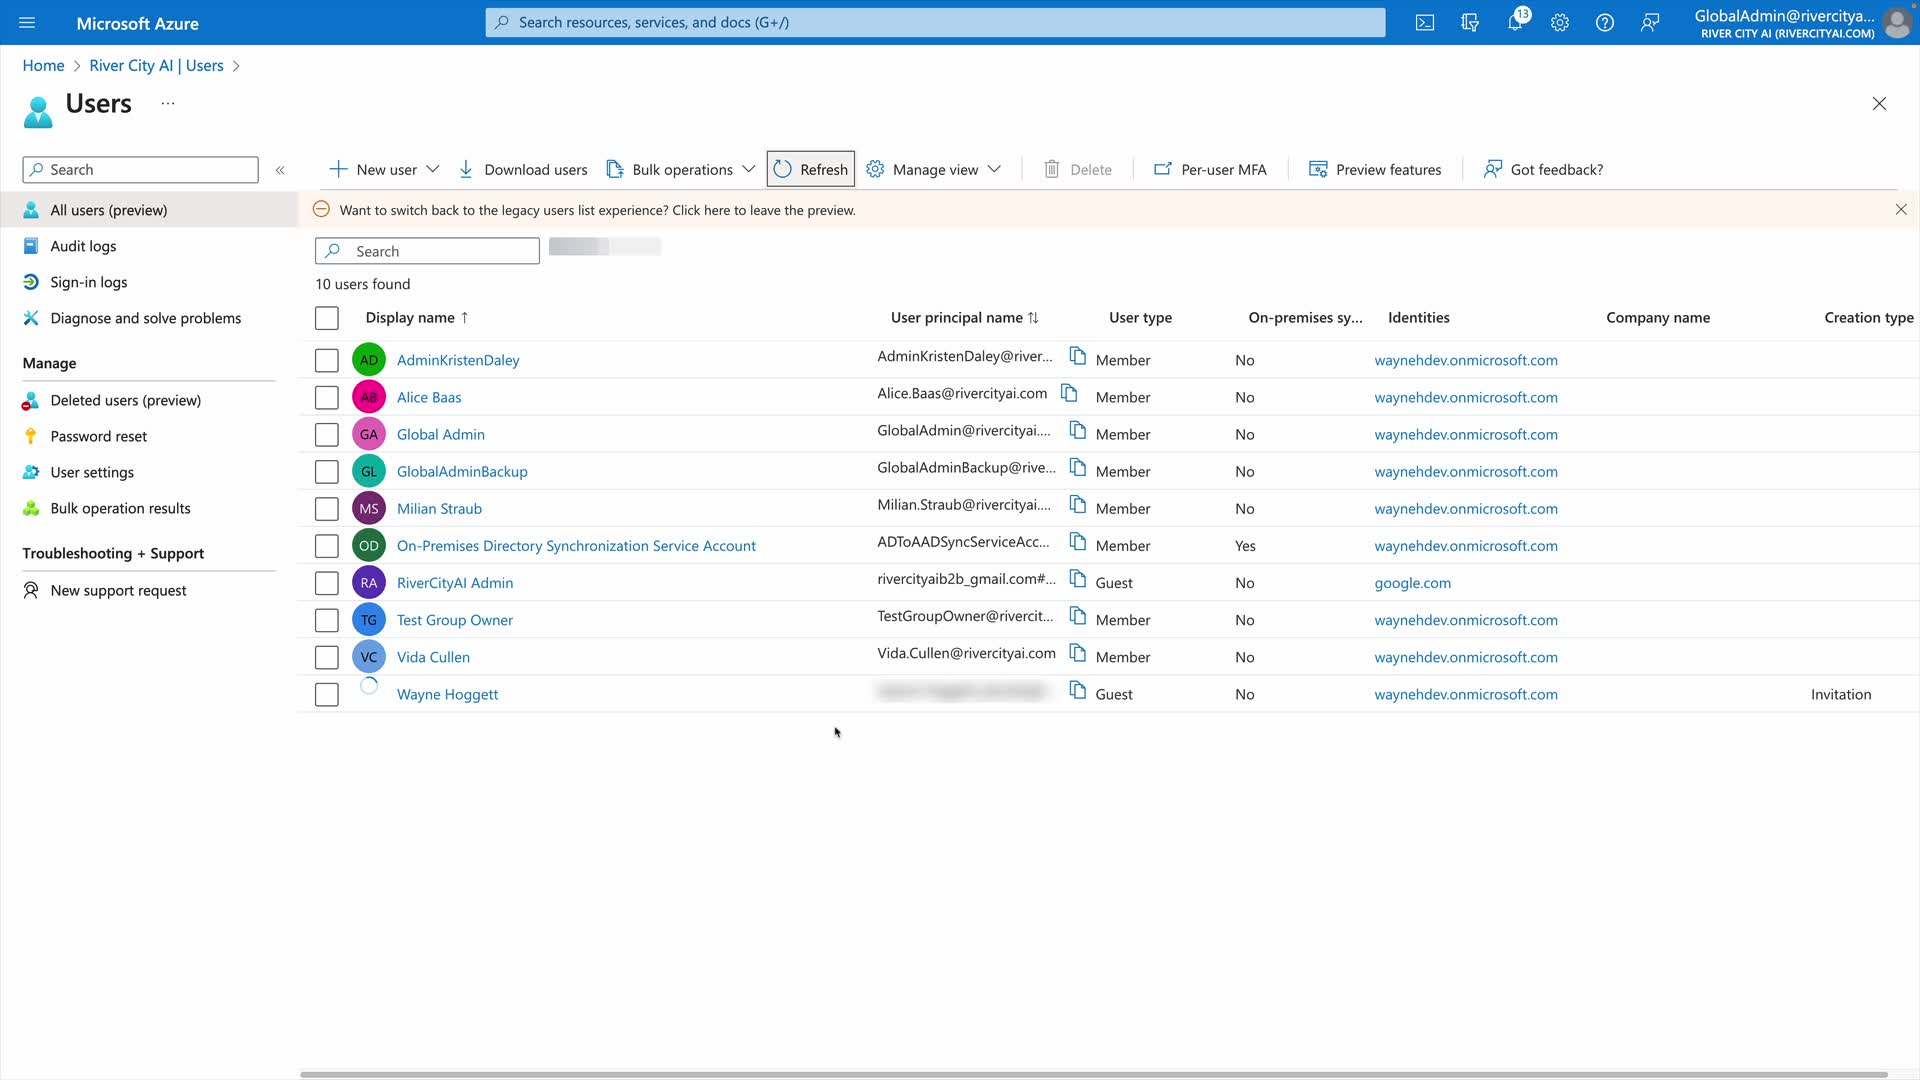 Microsoft Azure
Search resources, services, and docs (G+/)
13
GlobalAdmin@rivercitya...
RIVER CITY AI (RIVERCITYAI.COM)
Home > River City AI | Users >
Users ...
Search «
New user
Download users
Bulk operations
Refresh
Manage view
Delete
Per-user MFA
Preview features
Got feedback?
All users (preview)
Audit logs
Sign-in logs
Diagnose and solve problems
Manage
Deleted users (preview)
Password reset
User settings
Bulk operation results
Troubleshooting + Support
New support request
Want to switch back to the legacy users list experience? Click here to leave the preview.
Search
10 users found
Display name ↑ User principal name ↑↓ User type On-premises sy... Identities Company name Creation type
AD AdminKristenDaley AdminKristenDaley@river... Member No waynehdev.onmicrosoft.com
AB Alice Baas Alice.Baas@rivercityai.com Member No waynehdev.onmicrosoft.com
GA Global Admin GlobalAdmin@rivercityai.... Member No waynehdev.onmicrosoft.com
GL GlobalAdminBackup GlobalAdminBackup@rive... Member No waynehdev.onmicrosoft.com
MS Milian Straub Milian.Straub@rivercityai.... Member No waynehdev.onmicrosoft.com
OD On-Premises Directory Synchronization Service Account ADToAADSyncServiceAcc... Member Yes waynehdev.onmicrosoft.com
RA RiverCityAI Admin rivercityaib2b_gmail.com#... Guest No google.com
TG Test Group Owner TestGroupOwner@rivercit... Member No waynehdev.onmicrosoft.com
VC Vida Cullen Vida.Cullen@rivercityai.com Member No waynehdev.onmicrosoft.com
Wayne Hoggett Guest No waynehdev.onmicrosoft.com Invitation